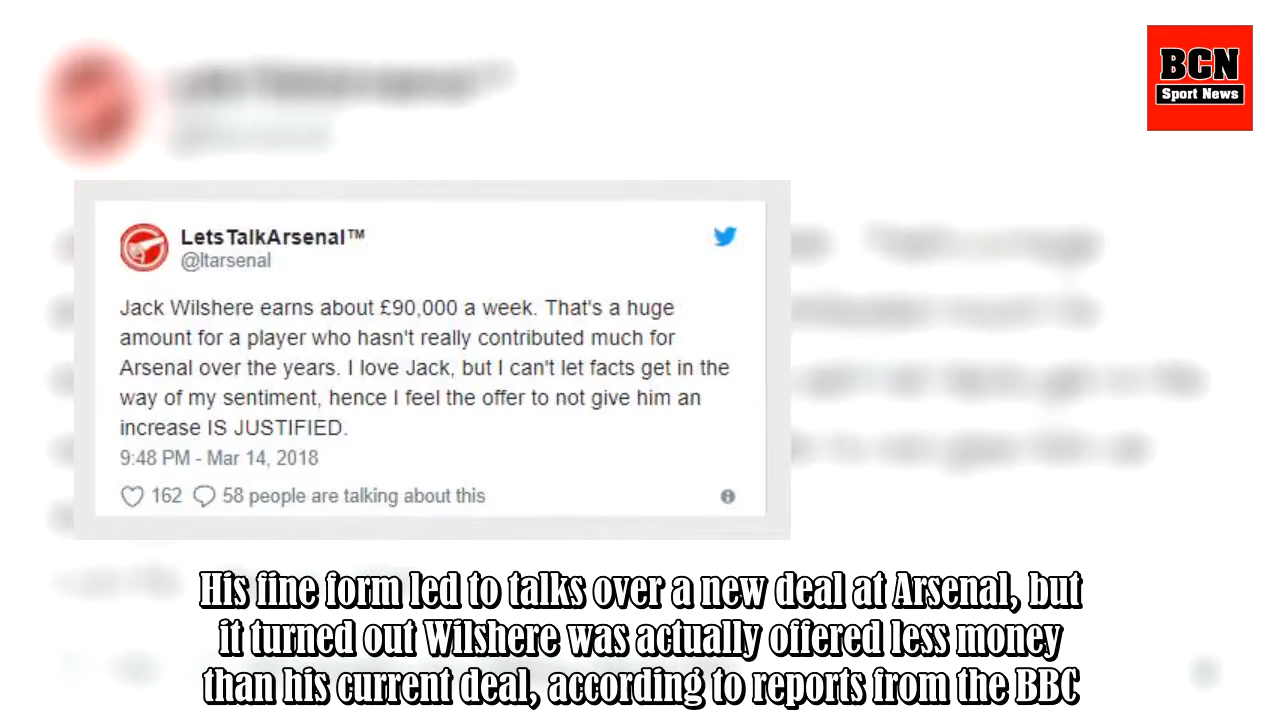 BCN
Sport News
LetsTalkArsenal™
@ltarsenal
Jack Wilshere earns about £90,000 a week. That's a huge
amount for a player who hasn't really contributed much for
Arsenal over the years. I love Jack, but I can't let facts get in the
way of my sentiment, hence I feel the offer to not give him an
increase IS JUSTIFIED.
9:48 PM - Mar 14, 2018
162 58 people are talking about this
His fine form led to talks over a new deal at Arsenal, but
it turned out Wilshere was actually offered less money
than his current deal, according to reports from the BBC